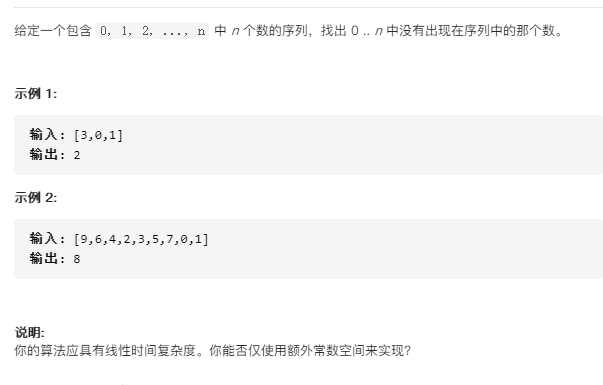 给定一个包含 0, 1, 2, ..., n 中 n 个数的序列，找出 0 .. n 中没有出现在序列中的那个数。
示例 1:
输入: [3,0,1]
输出: 2
示例 2:
输入: [9,6,4,2,3,5,7,0,1]
输出: 8
说明:
你的算法应具有线性时间复杂度。你能否仅使用额外常数空间来实现?